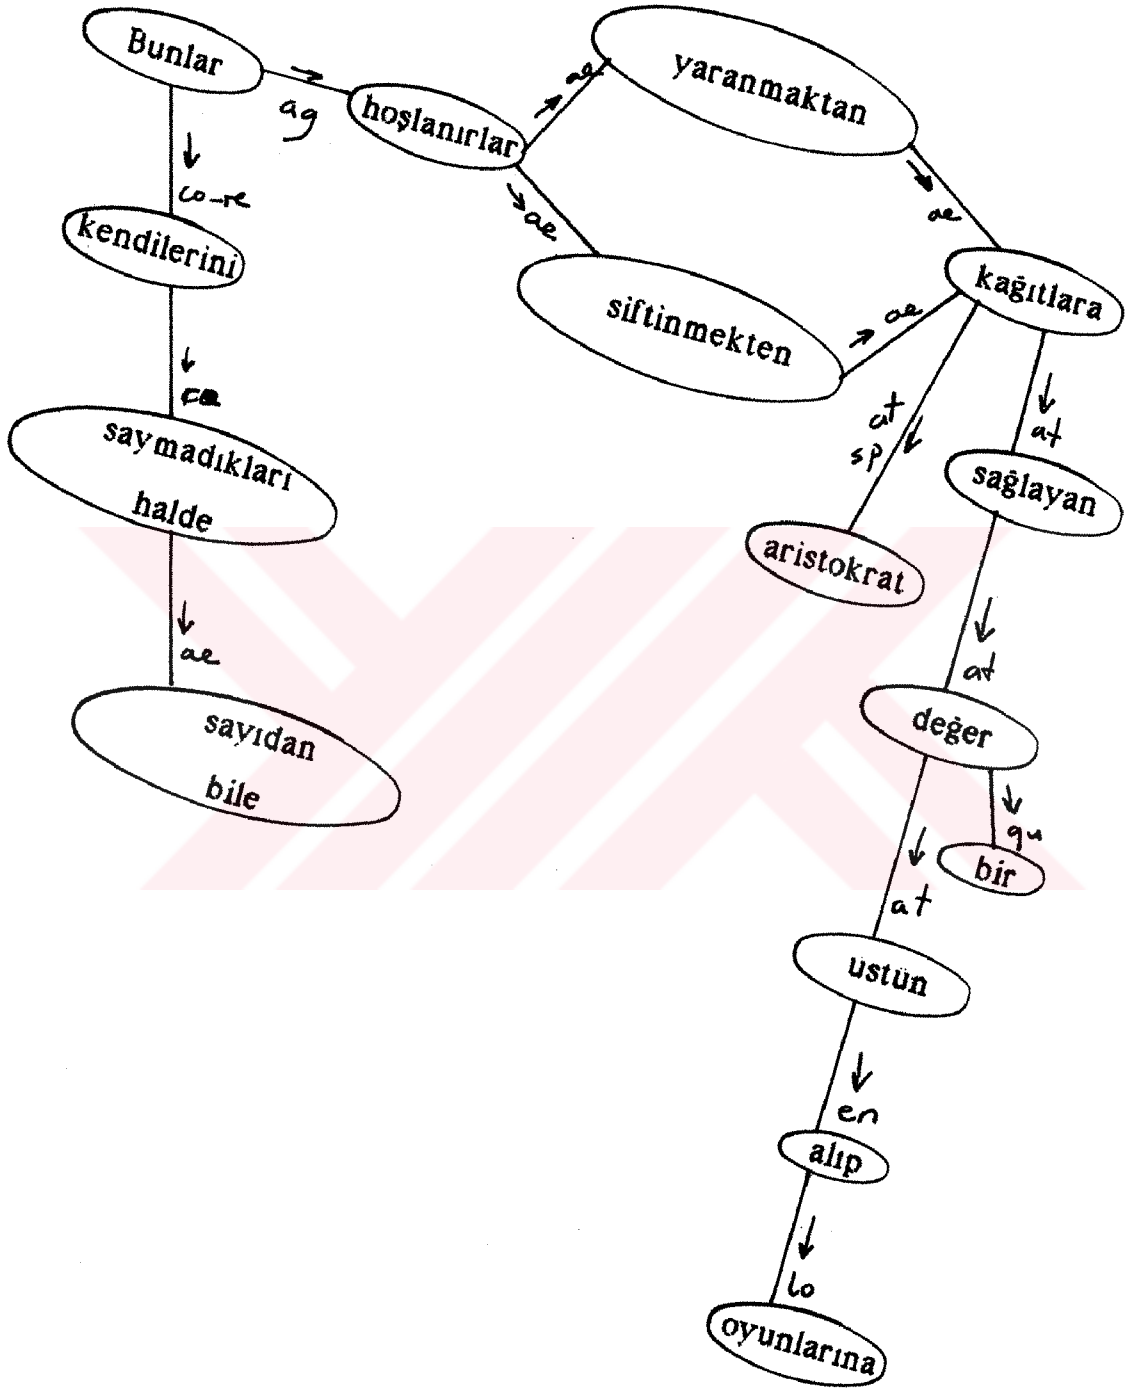 Bunlar
ag
hoşlanırlar
ae
yaranmaktan
ae
co-re
kendilerini
ae
siftinmekten
ae
kağıtlara
saymadıkları
halde
at
sp
at
sağlayan
aristokrat
ae
sayıdan
bile
at
değer
qu
bir
at
üstün
en
alıp
lo
oyunlarına